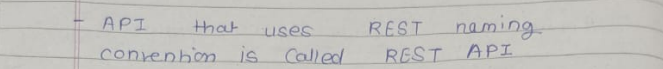 - API that uses REST naming
convention is called REST API